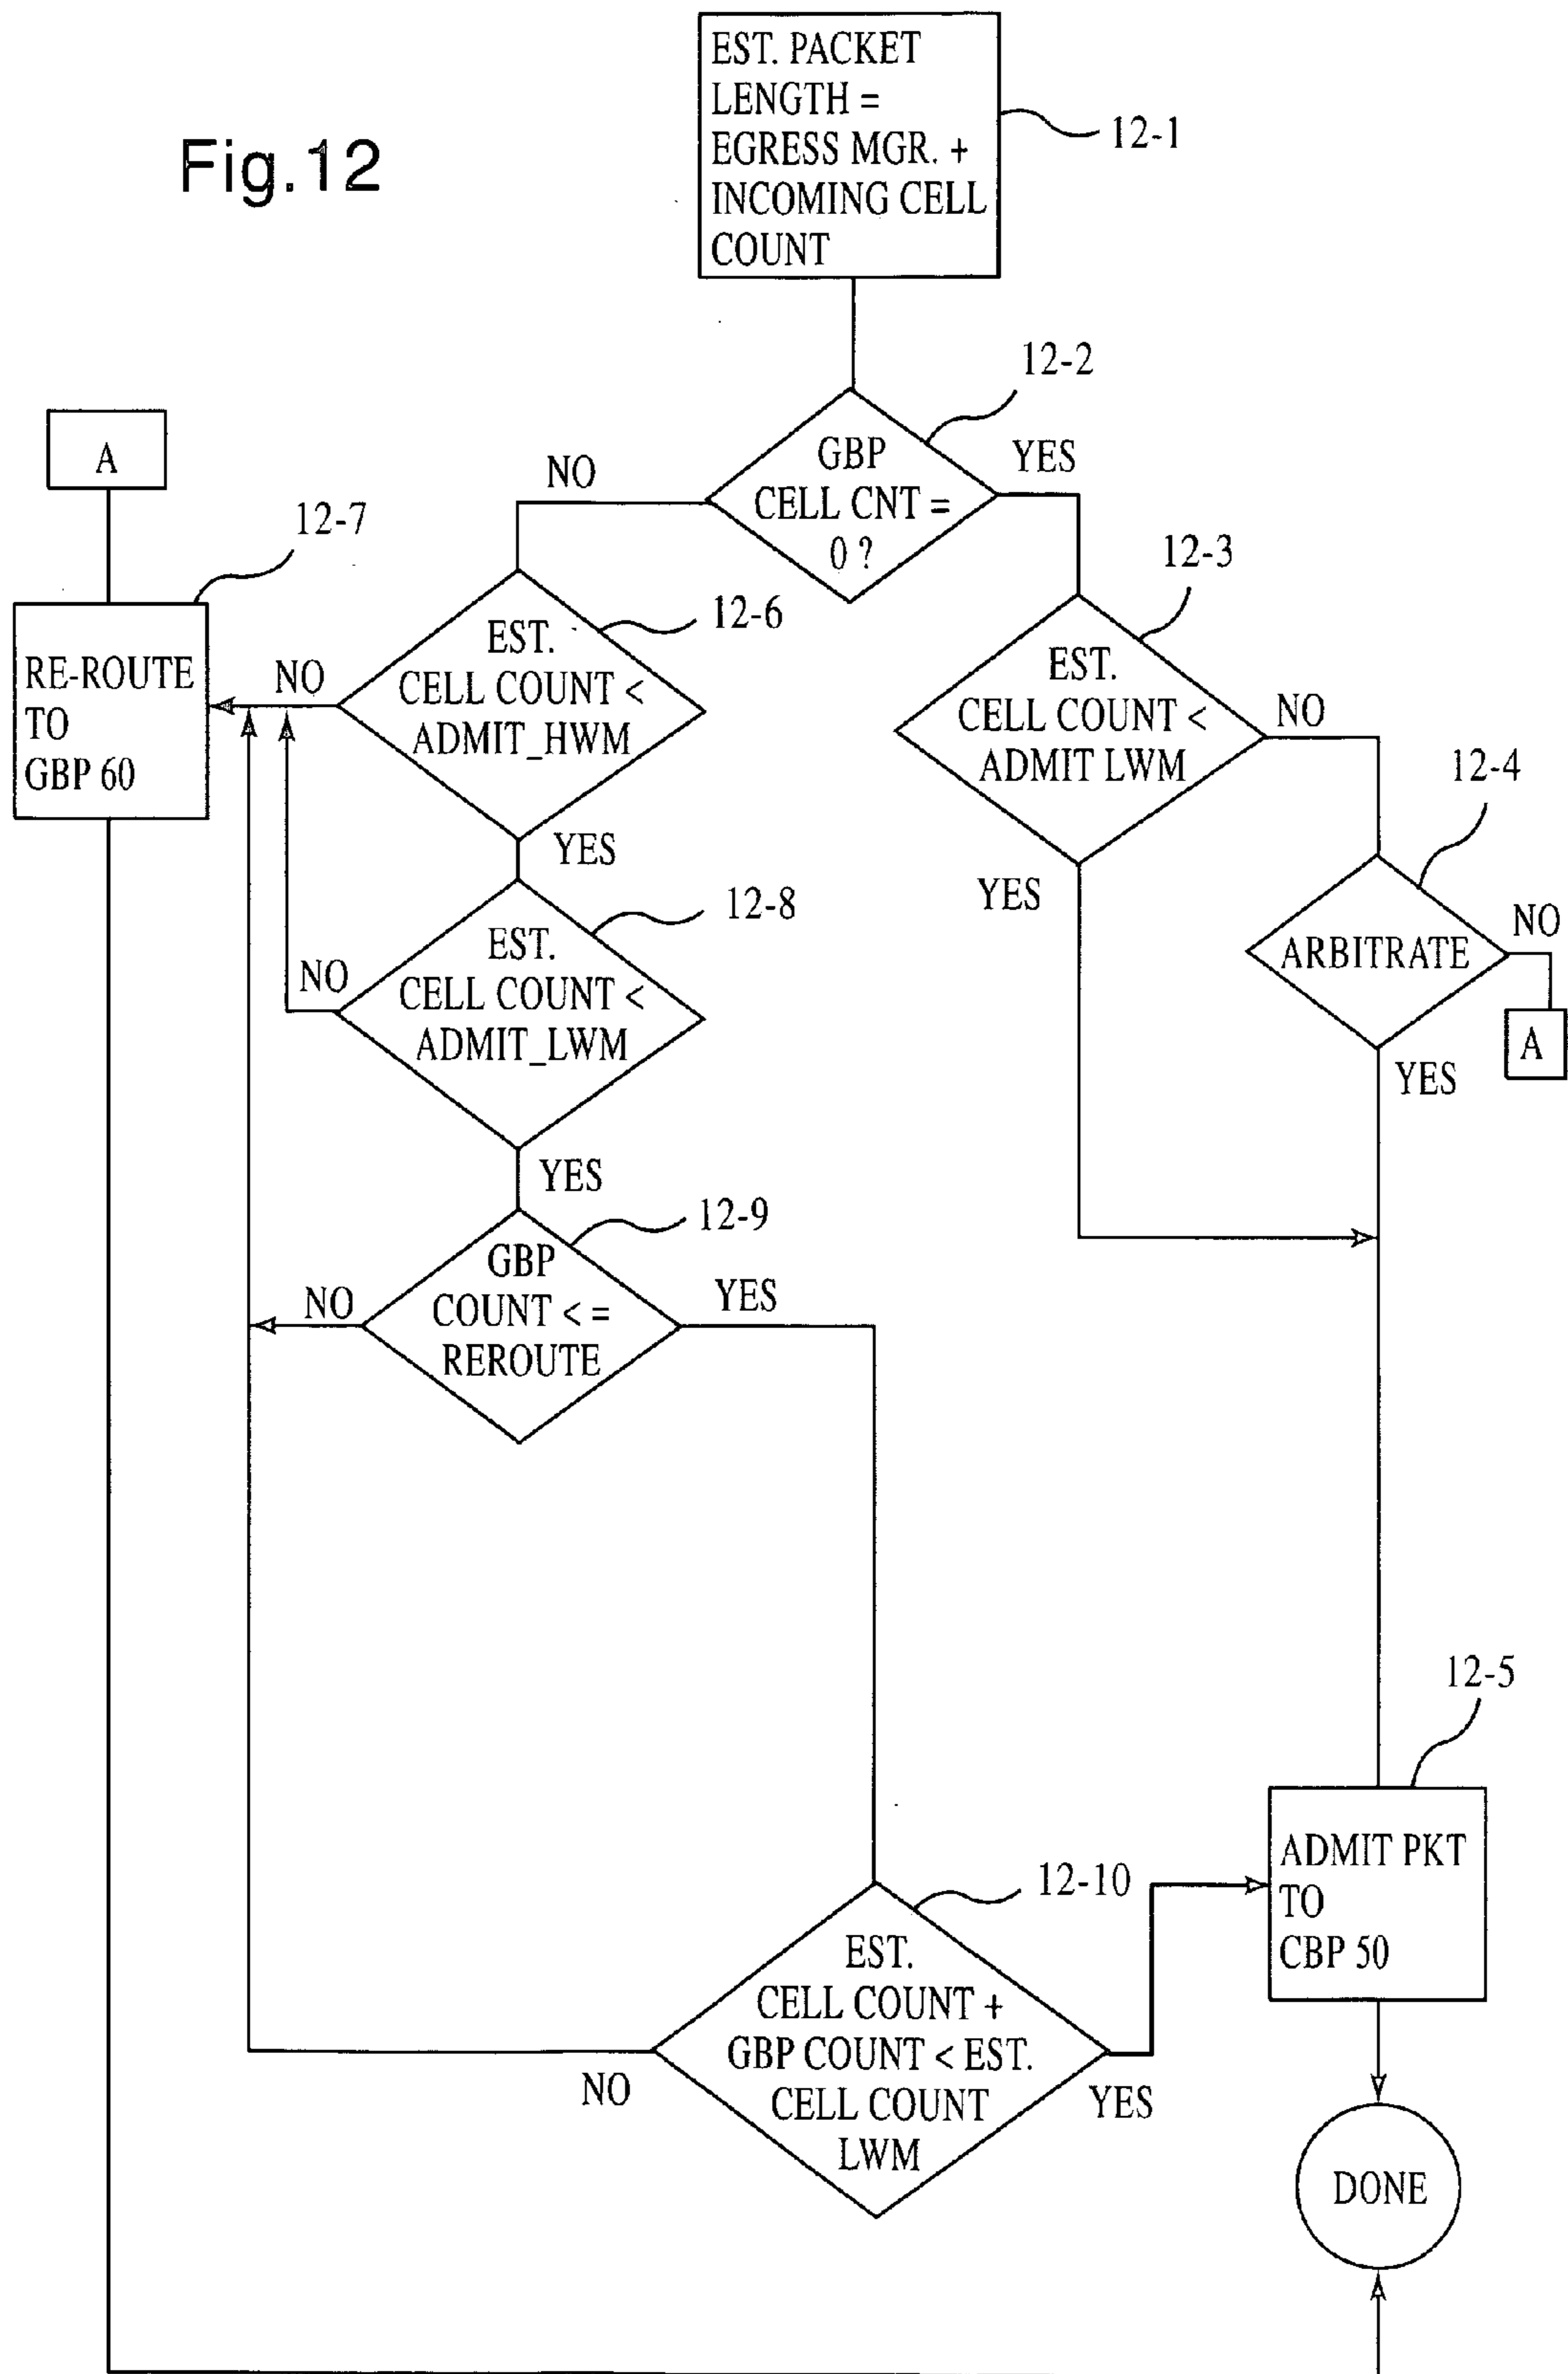 Fig.12
EST. PACKET
LENGTH =
EGRESS MGR. +
INCOMING CELL
COUNT
12-1
12-2
GBP
CELL CNT =
0 ?
NO
YES
A
12-7
RE-ROUTE
TO
GBP 60
12-6
EST.
CELL COUNT <
ADMIT_HWM
NO
YES
12-3
EST.
CELL COUNT <
ADMIT LWM
NO
YES
12-4
ARBITRATE
NO
A
YES
12-8
EST.
CELL COUNT <
ADMIT_LWM
NO
YES
12-9
GBP
COUNT < =
REROUTE
NO
YES
12-10
EST.
CELL COUNT +
GBP COUNT < EST.
CELL COUNT
LWM
NO
YES
12-5
ADMIT PKT
TO
CBP 50
DONE